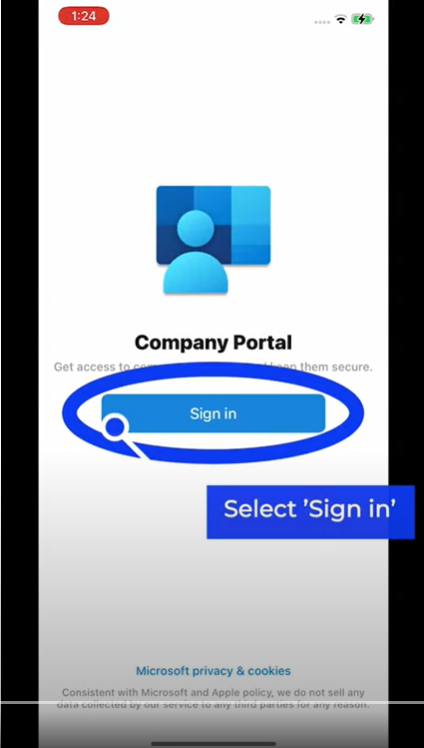 1:24
Company Portal
Get access to keep them secure.
Sign in
Select 'Sign in'
Microsoft privacy & cookies
Consistent with Microsoft and Apple policy, we do not sell any
data collected by our service to any third parties for any reason.